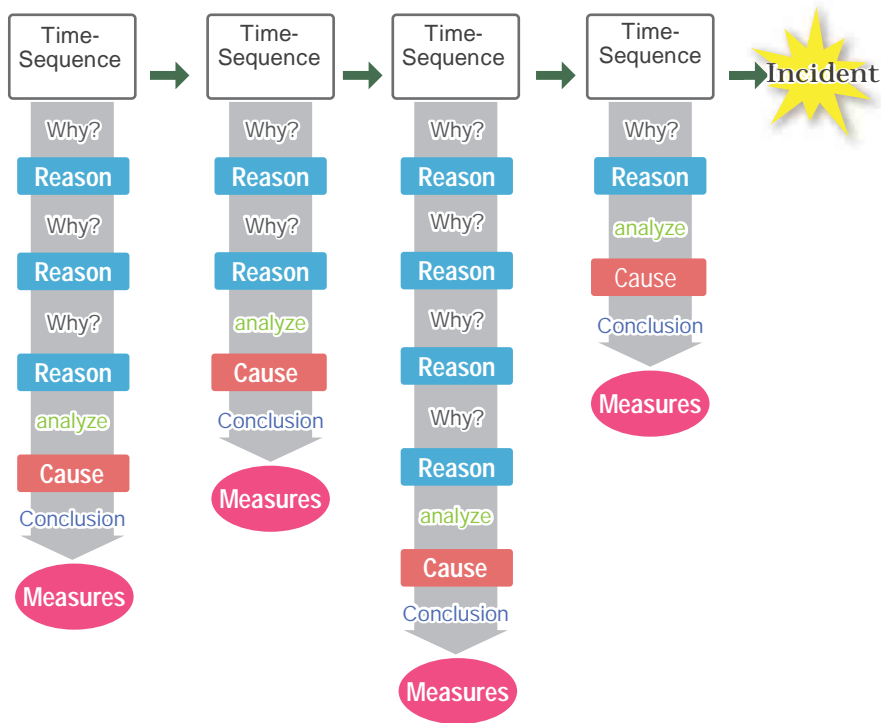 Time-
Sequence
Why?
Reason
Why?
Reason
Why?
Reason
analyze
Cause
Conclusion
Measures
Time-
Sequence
Why?
Reason
Why?
Reason
analyze
Cause
Conclusion
Measures
Time-
Sequence
Why?
Reason
Why?
Reason
Why?
Reason
Why?
Reason
analyze
Cause
Conclusion
Measures
Time-
Sequence
Why?
Reason
analyze
Cause
Conclusion
Measures
Incident